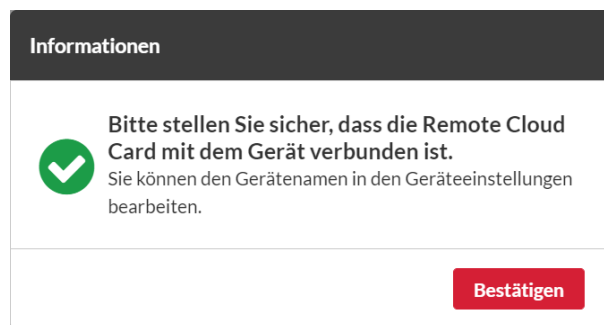 Informationen
Bitte stellen Sie sicher, dass die Remote Cloud
Card mit dem Gerät verbunden ist.
Sie können den Gerätenamen in den Geräteeinstellungen
bearbeiten.
Bestätigen